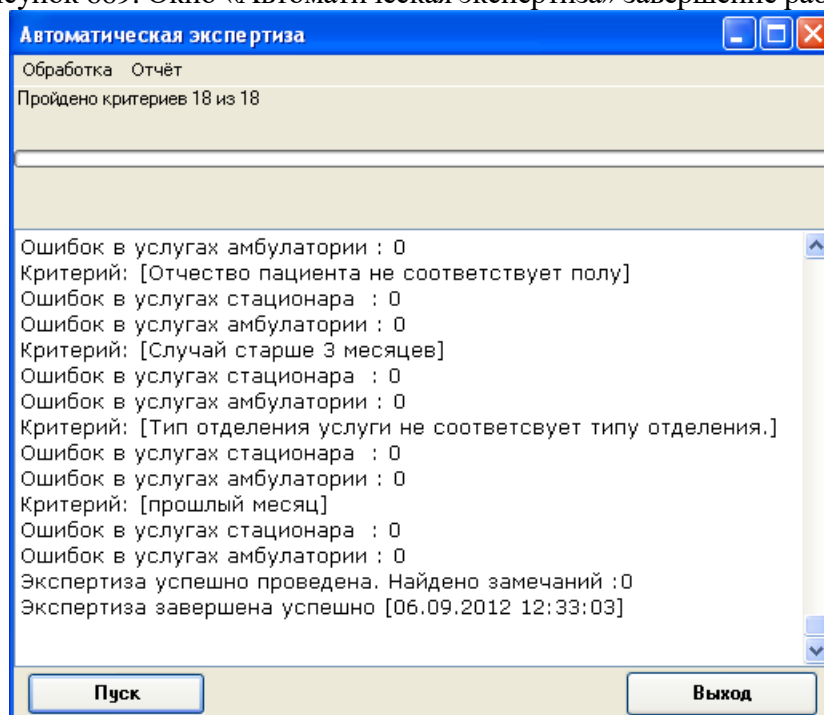 Окно «Автоматическая экспертиза» завершение
Автоматическая экспертиза
Обработка Отчёт
Пройдено критериев 18 из 18
Ошибок в услугах амбулатории : 0
Критерий: [Отчество пациента не соответствует полу]
Ошибок в услугах стационара : 0
Ошибок в услугах амбулатории : 0
Критерий: [Случай старше 3 месяцев]
Ошибок в услугах стационара : 0
Ошибок в услугах амбулатории : 0
Критерий: [Тип отделения услуги не соответсвует типу отделения.]
Ошибок в услугах стационара : 0
Ошибок в услугах амбулатории : 0
Критерий: [прошлый месяц]
Ошибок в услугах стационара : 0
Ошибок в услугах амбулатории : 0
Экспертиза успешно проведена. Найдено замечаний :0
Экспертиза завершена успешно [06.09.2012 12:33:03]
Пуск Выход